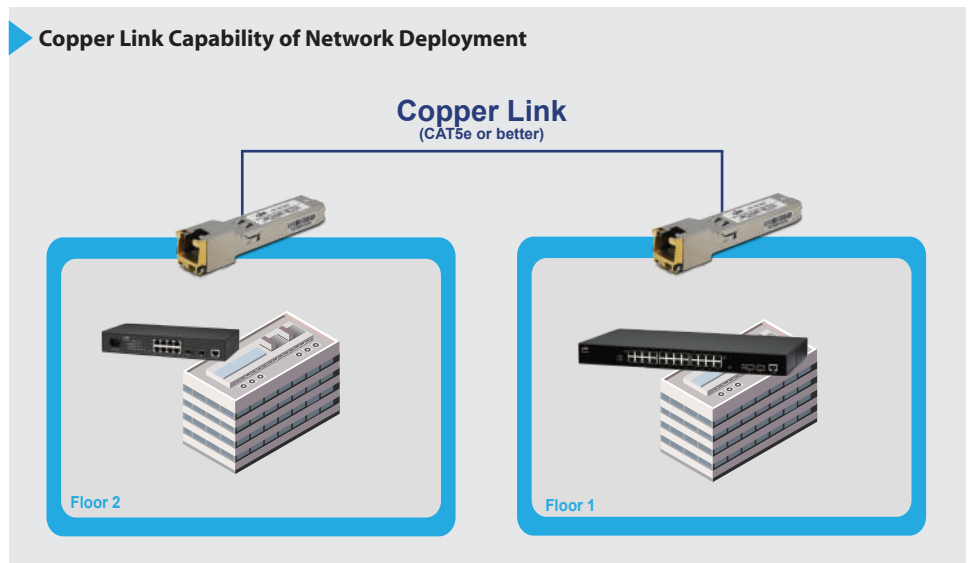 Copper Link Capability of Network Deployment
Copper Link
(CAT5e or better)
Floor 2
Floor 1